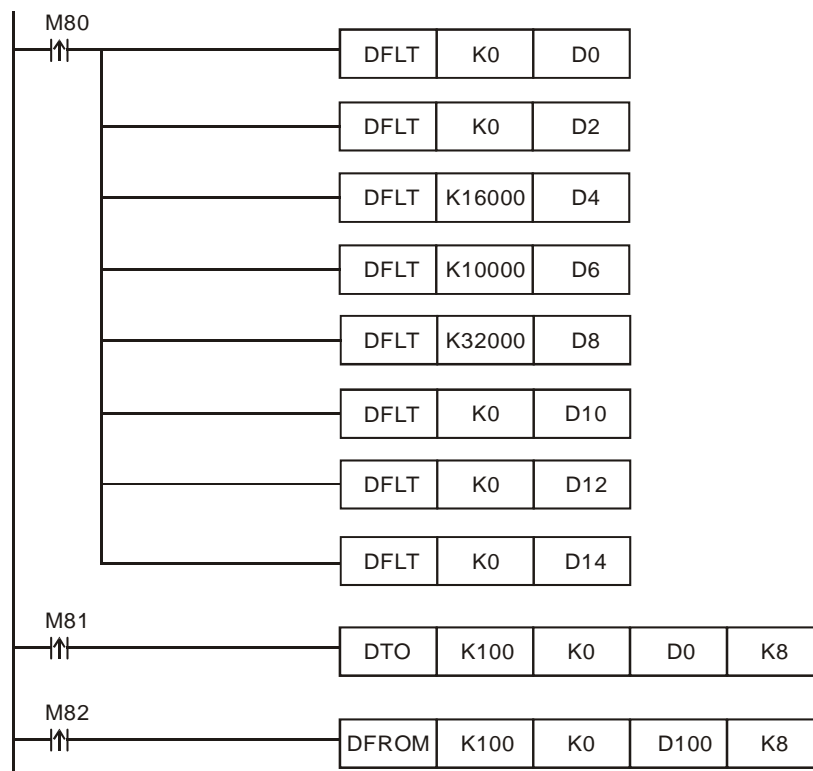 M80
DFLT K0 D0
DFLT K0 D2
DFLT K16000 D4
DFLT K10000 D6
DFLT K32000 D8
DFLT K0 D10
DFLT K0 D12
DFLT K0 D14
M81
DTO K100 K0 D0 K8
M82
DFROM K100 K0 D100 K8